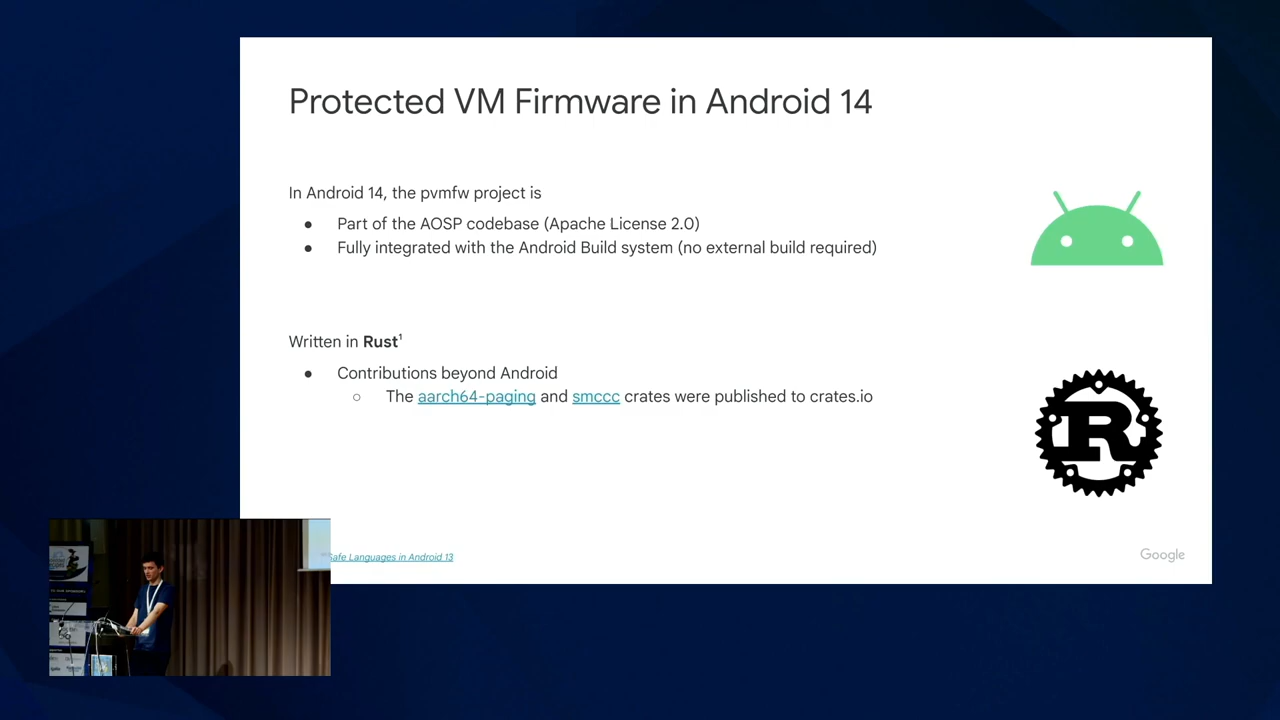 Protected VM Firmware in Android 14
In Android 14, the pvmfw project is
● Part of the AOSP codebase (Apache License 2.0)
● Fully integrated with the Android Build system (no external build required)
Written in Rust¹
● Contributions beyond Android
○ The aarch64-paging and smccc crates were published to crates.io
Safe Languages in Android 13
Google
R